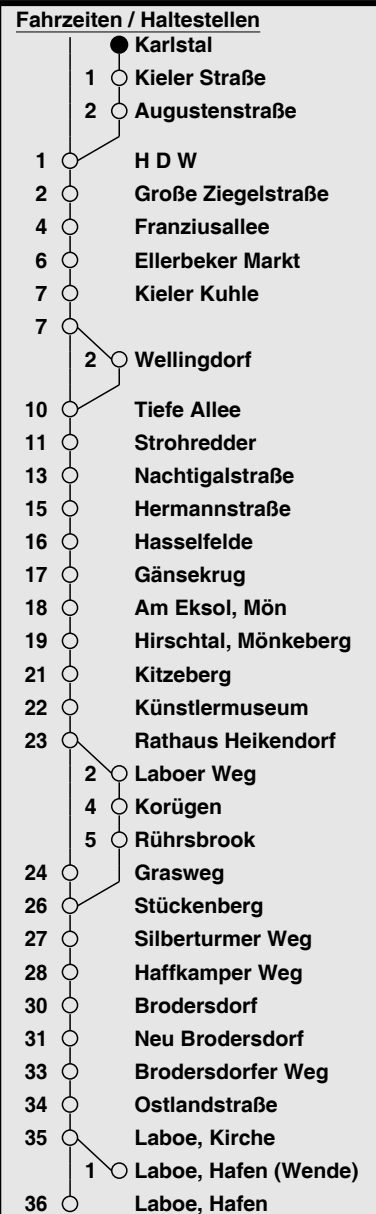 Fahrzeiten / Haltestellen
Karlstal
1 Kieler Straße
2 Augustenstraße
1 H D W
2 Große Ziegelstraße
4 Franziusallee
6 Ellerbeker Markt
7 Kieler Kuhle
7
2 Wellingdorf
10 Tiefe Allee
11 Strohredder
13 Nachtigalstraße
15 Hermannstraße
16 Hasselfelde
17 Gänsekrug
18 Am Eksol, Mön
19 Hirschtal, Mönkeberg
21 Kitzeberg
22 Künstlermuseum
23 Rathaus Heikendorf
2 Laboer Weg
4 Korügen
5 Rührsbrook
24 Grasweg
26 Stückenberg
27 Silberturmer Weg
28 Haffkamper Weg
30 Brodersdorf
31 Neu Brodersdorf
33 Brodersdorfer Weg
34 Ostlandstraße
35 Laboe, Kirche
1 Laboe, Hafen (Wende)
36 Laboe, Hafen